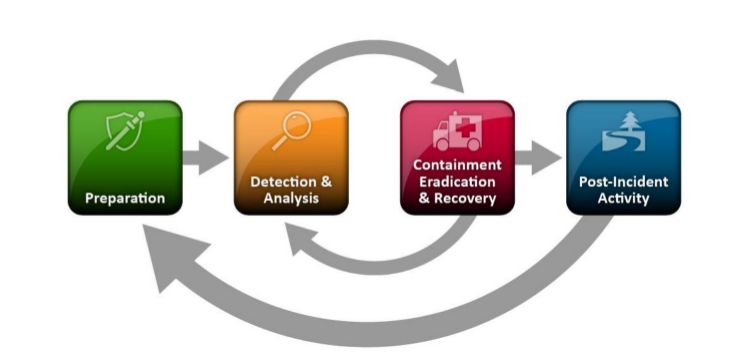 Preparation
Detection &
Analysis
Containment
Eradication
& Recovery
Post-Incident
Activity